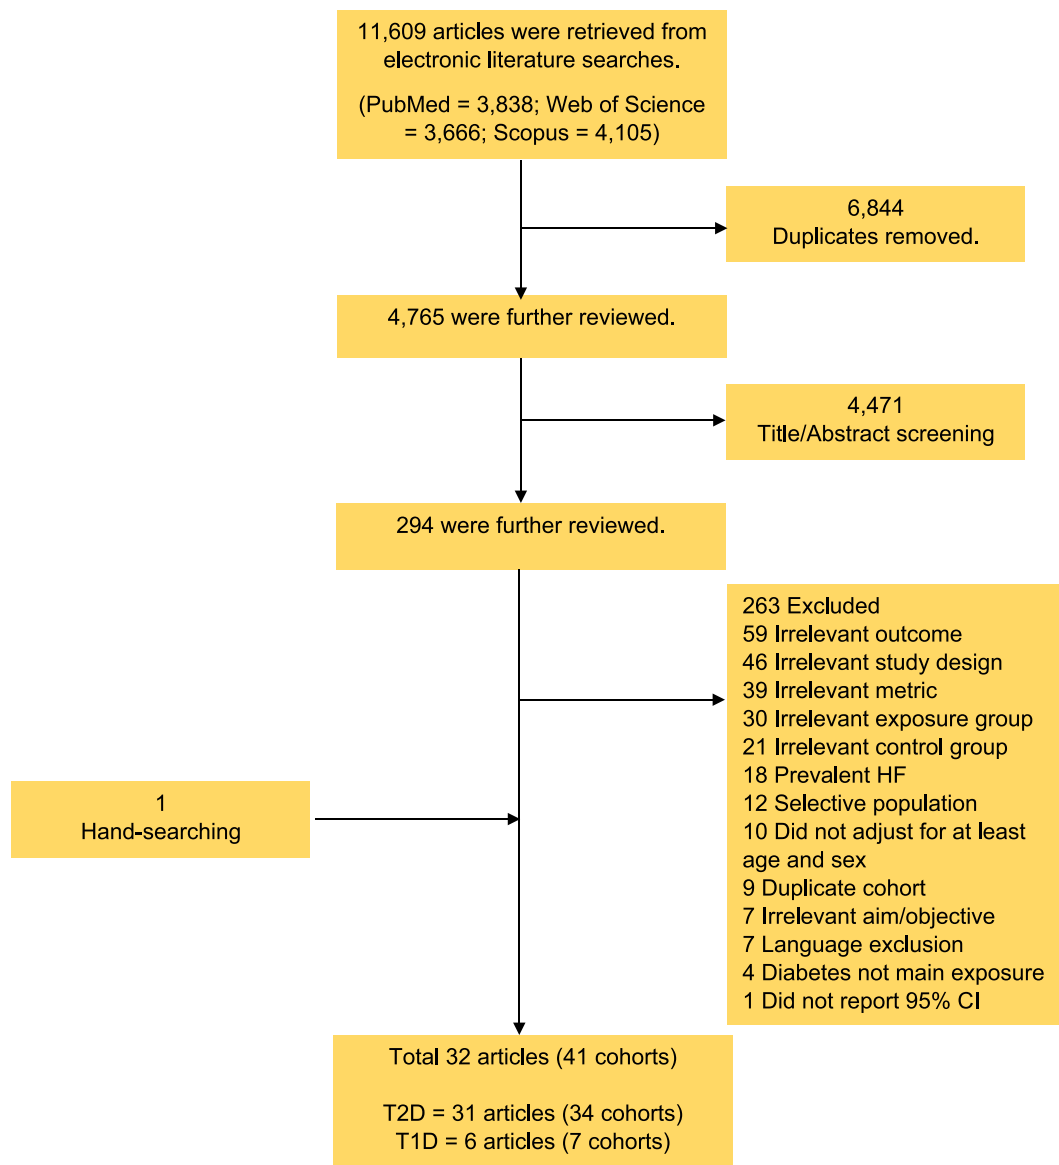 11,609 articles were retrieved from
electronic literature searches.
(PubMed = 3,838; Web of Science
= 3,666; Scopus = 4,105)
6,844
Duplicates removed.
4,765 were further reviewed.
4,471
Title/Abstract screening
294 were further reviewed.
263 Excluded
59 Irrelevant outcome
46 Irrelevant study design
39 Irrelevant metric
30 Irrelevant exposure group
21 Irrelevant control group
18 Prevalent HF
12 Selective population
10 Did not adjust for at least
age and sex
9 Duplicate cohort
7 Irrelevant aim/objective
7 Language exclusion
4 Diabetes not main exposure
1 Did not report 95% CI
1
Hand-searching
Total 32 articles (41 cohorts)
T2D = 31 articles (34 cohorts)
T1D = 6 articles (7 cohorts)